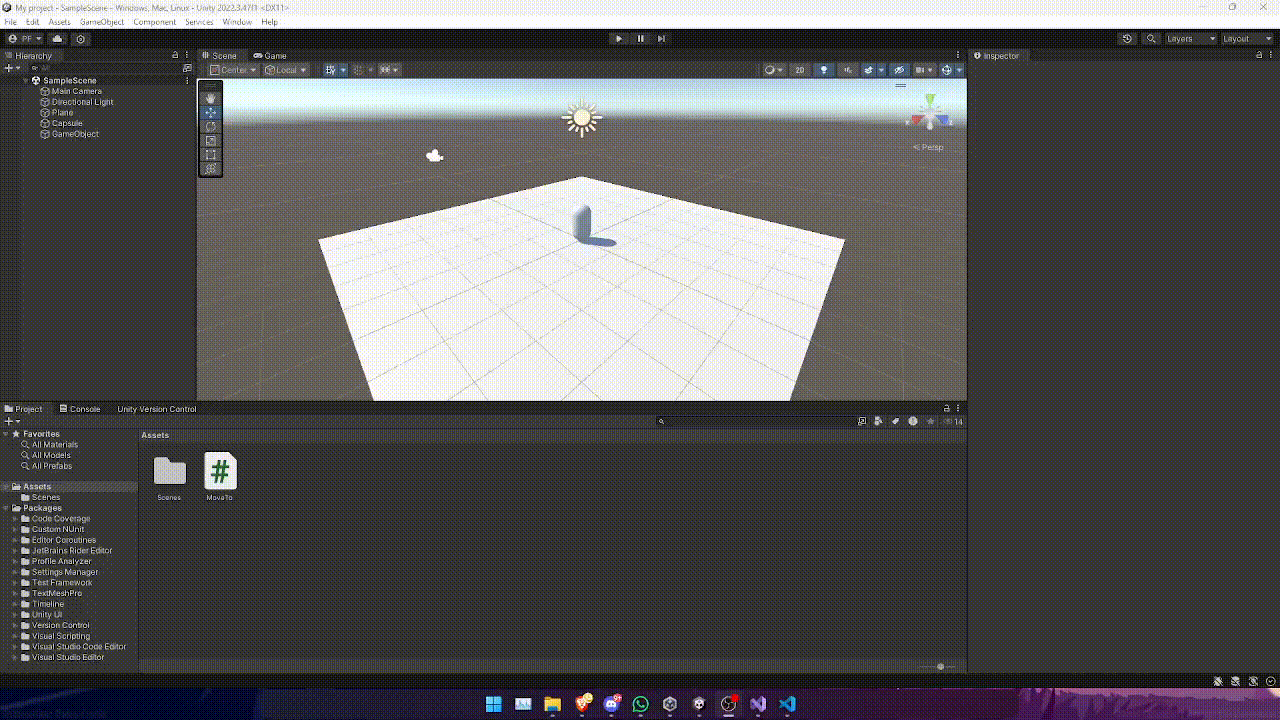 My project - SampleScene - Windows, Mac, Linux - Unity 2022.3.47f1 <DX11>
File Edit Assets GameObject Component Services Window Help
PF Layers Layout
Hierarchy
All
SampleScene
Main Camera
Directional Light
Plane
Capsule
GameObject
Scene Game
Center Local 2D
< Persp
Inspector
Project Console Unity Version Control
14
Favorites
All Materials
All Models
All Prefabs
Assets
Scenes
Packages
Code Coverage
Custom NUnit
Editor Coroutines
JetBrains Rider Editor
Profile Analyzer
Settings Manager
Test Framework
TextMeshPro
Timeline
Unity UI
Version Control
Visual Scripting
Visual Studio Code Editor
Visual Studio Editor
Assets
#
Scenes MoveTo